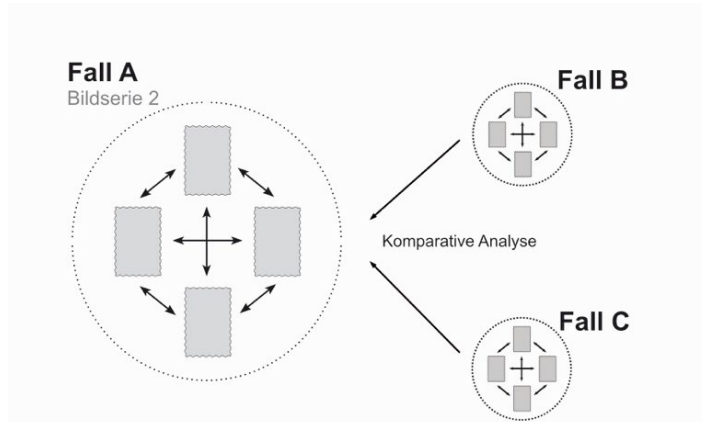 Fall A
Bildserie 2
Fall B
Komparative Analyse
Fall C